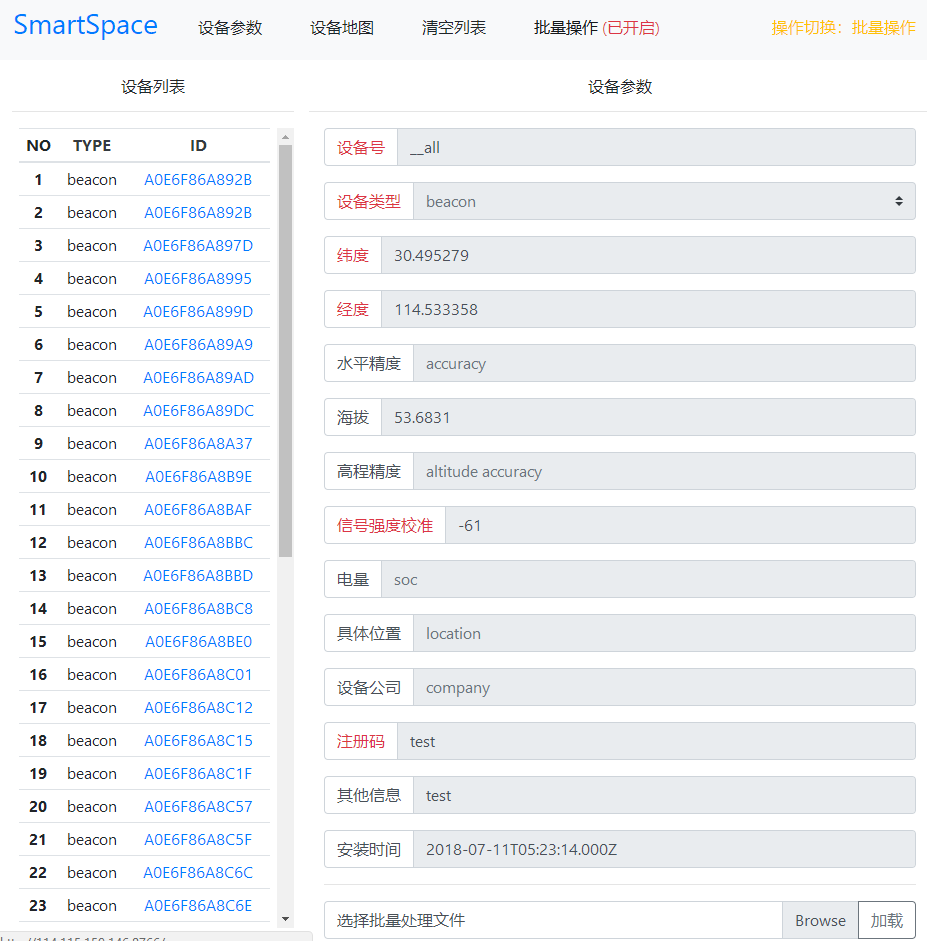 SmartSpace 设备参数 设备地图 清空列表 批量操作 (已开启) 操作切换：批量操作
设备列表
NO TYPE ID
1 beacon A0E6F86A892B
2 beacon A0E6F86A892B
3 beacon A0E6F86A897D
4 beacon A0E6F86A8995
5 beacon A0E6F86A899D
6 beacon A0E6F86A89A9
7 beacon A0E6F86A89AD
8 beacon A0E6F86A89DC
9 beacon A0E6F86A8A37
10 beacon A0E6F86A8B9E
11 beacon A0E6F86A8BAF
12 beacon A0E6F86A8BBC
13 beacon A0E6F86A8BBD
14 beacon A0E6F86A8BC8
15 beacon A0E6F86A8BE0
16 beacon A0E6F86A8C01
17 beacon A0E6F86A8C12
18 beacon A0E6F86A8C15
19 beacon A0E6F86A8C1F
20 beacon A0E6F86A8C57
21 beacon A0E6F86A8C5F
22 beacon A0E6F86A8C6C
23 beacon A0E6F86A8C6E
设备参数
设备号 __all
设备类型 beacon
纬度 30.495279
经度 114.533358
水平精度 accuracy
海拔 53.6831
高程精度 altitude accuracy
信号强度校准 -61
电量 soc
具体位置 location
设备公司 company
注册码 test
其他信息 test
安装时间 2018-07-11T05:23:14.000Z
选择批量处理文件 Browse 加载